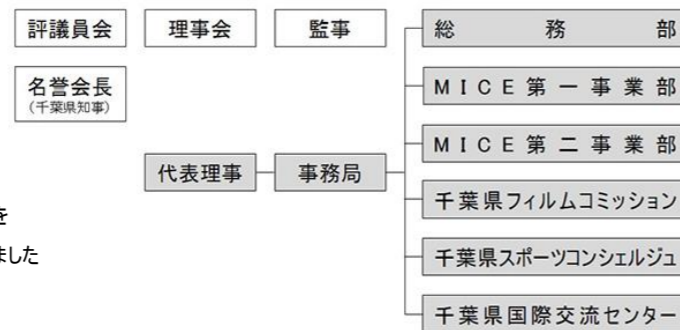 評議員会
理事会
監事
名誉会長
(千葉県知事)
代表理事
事務局
総務部
MICE第一事業部
MICE第二事業部
千葉県フィルムコミッション
千葉県スポーツコンシェルジュ
千葉県国際交流センター
を
ました